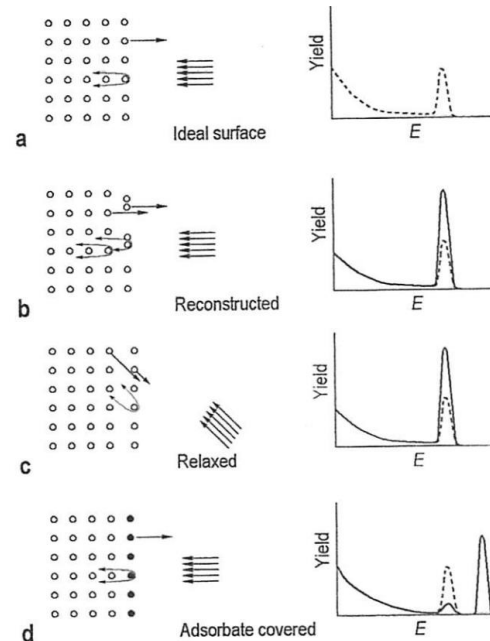 Yield
E
a
Ideal surface
Yield
E
b
Reconstructed
Yield
E
c
Relaxed
Yield
E
d
Adsorbate covered